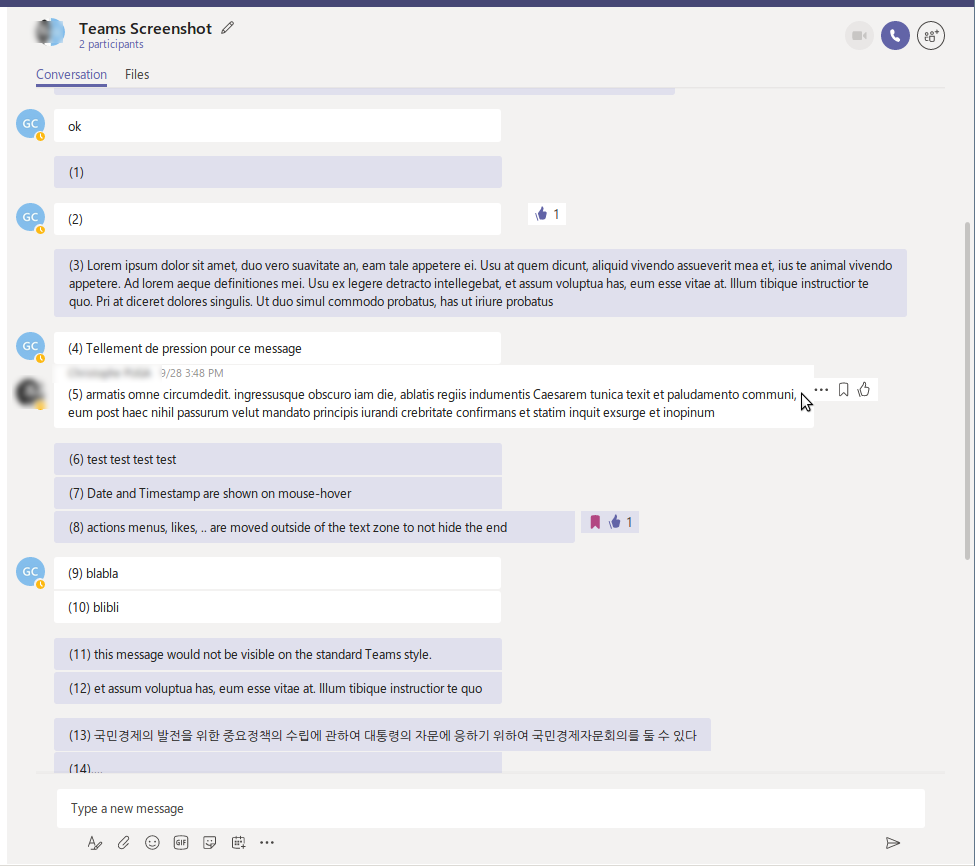 Teams Screenshot
2 participants
Conversation Files
GC
ok
(1)
GC
(2)
1
(3) Lorem ipsum dolor sit amet, duo vero suavitate an, eam tale appetere ei. Usu at quem dicunt, aliquid vivendo assueverit mea et, ius te animal vivendo
appetere. Ad lorem aeque definitiones mei. Usu ex legere detracto intellegebat, et assum voluptua has, eum esse vitae at. Illum tibique instructior te
quo. Pri at diceret dolores singulis. Ut duo simul commodo probatus, has ut iriure probatus
GC
(4) Tellement de pression pour ce message
9/28 3:48 PM
(5) armatis omne circumdedit. ingressusque obscuro iam die, ablatis regiis indumentis Caesarem tunica texit et paludamento communi,
eum post haec nihil passurum velut mandato principis iurandi crebritate confirmans et statim inquit exsurge et inopinum
(6) test test test test
(7) Date and Timestamp are shown on mouse-hover
(8) actions menus, likes, .. are moved outside of the text zone to not hide the end
1
GC
(9) blabla
(10) blibli
(11) this message would not be visible on the standard Teams style.
(12) et assum voluptua has, eum esse vitae at. Illum tibique instructior te quo
(13) 국민경제의 발전을 위한 중요정책의 수립에 관하여 대통령의 자문에 응하기 위하여 국민경제자문회의를 둘 수 있다
(14)....
Type a new message
GIF